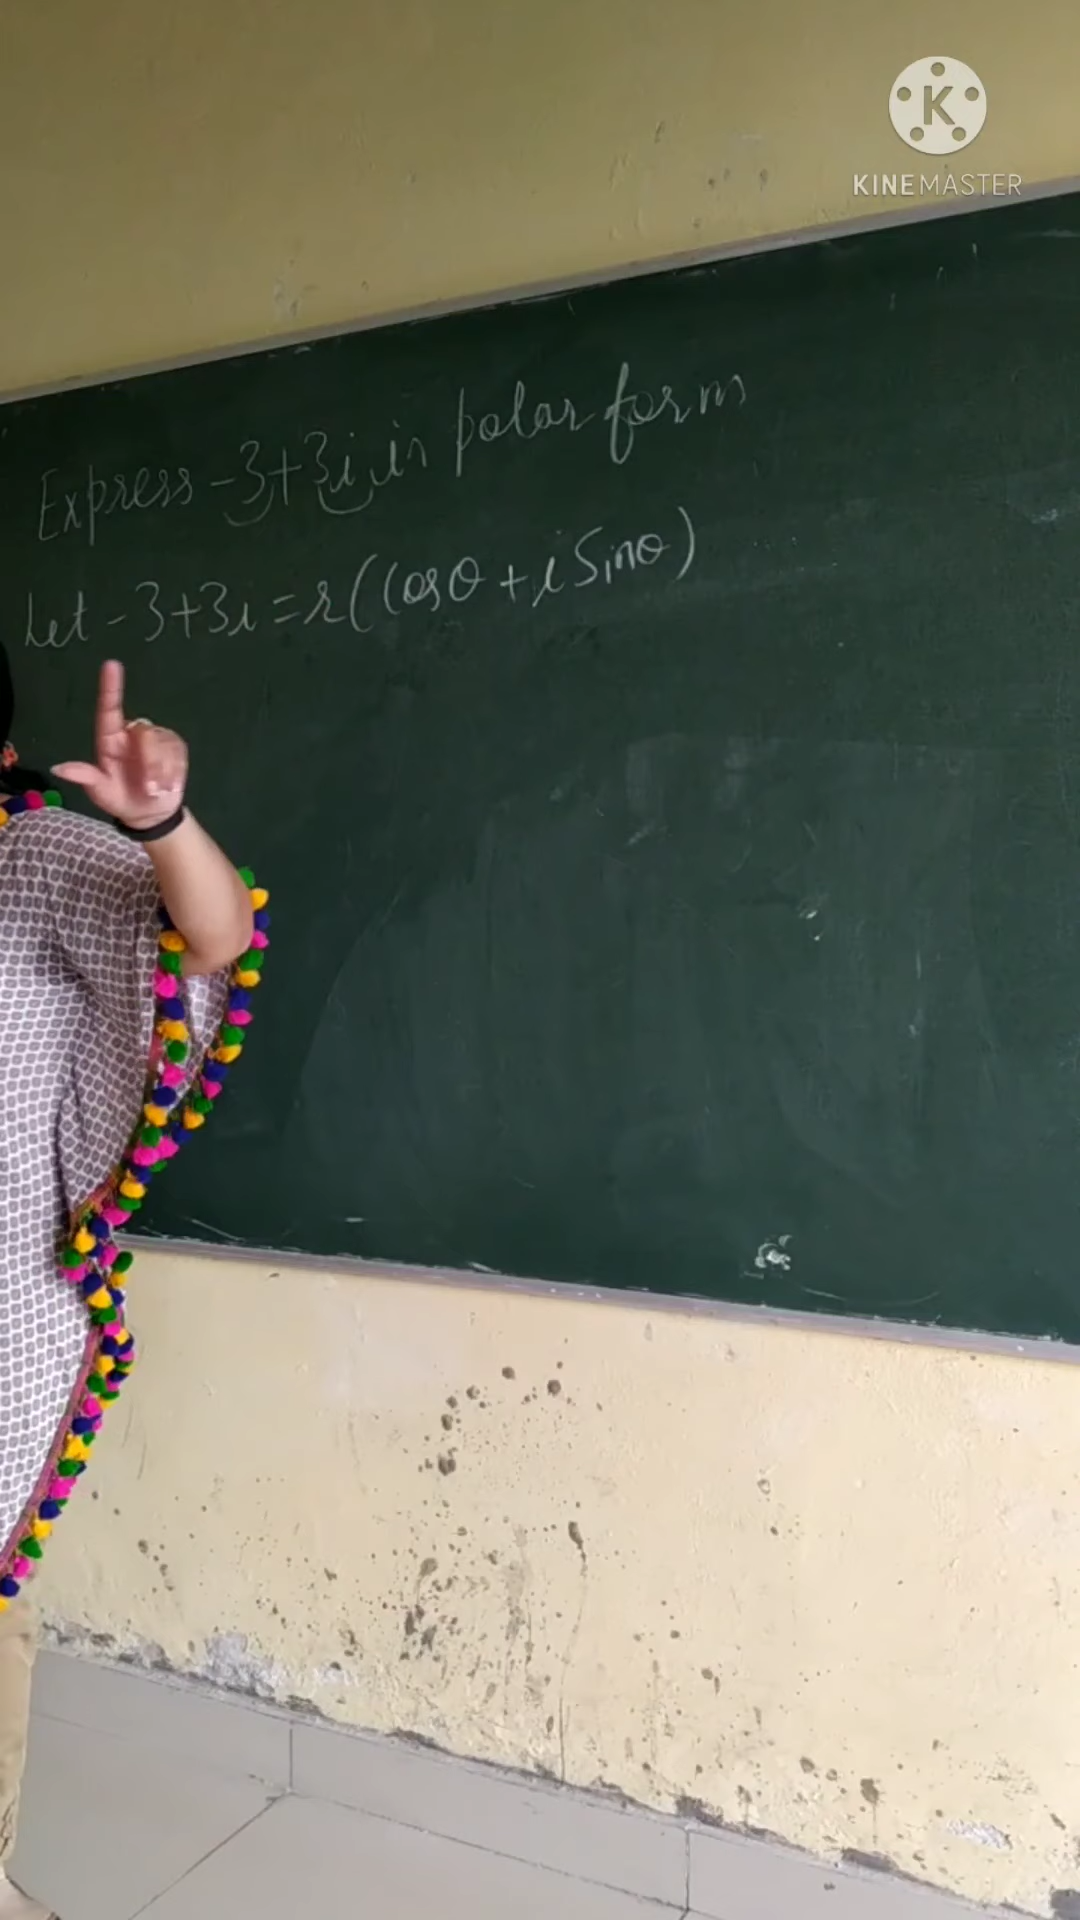 KINEMASTER
Express -3+3i in polar form
Let -3+3i = r(Cosθ + i Sinθ)